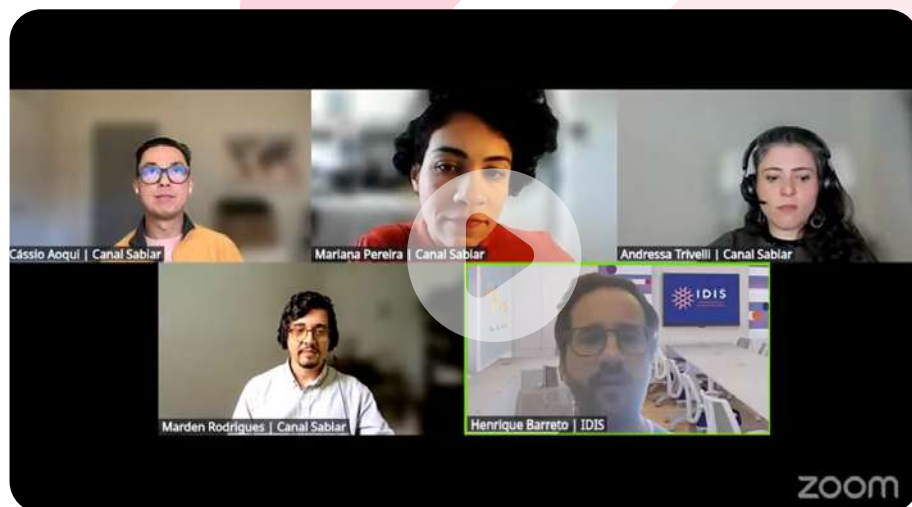 Cássio Aoqui | Canal Sabiar
Mariana Pereira | Canal Sabiar
Andressa Trivelli | Canal Sabiar
IDIS
Marden Rodrigues | Canal Sabiar
Henrique Barreto | IDIS
zoom